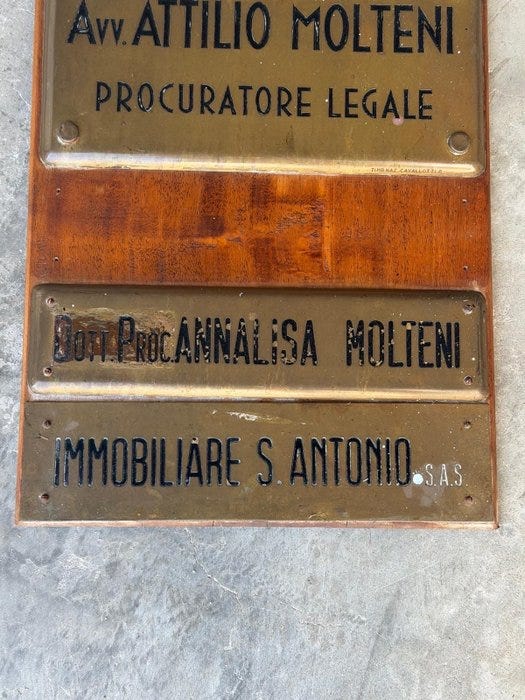 Avv. ATTILIO MOLTENI
PROCURATORE LEGALE
Dott. Proc. ANNALISA MOLTENI
IMMOBILIARE S. ANTONIO S.A.S.